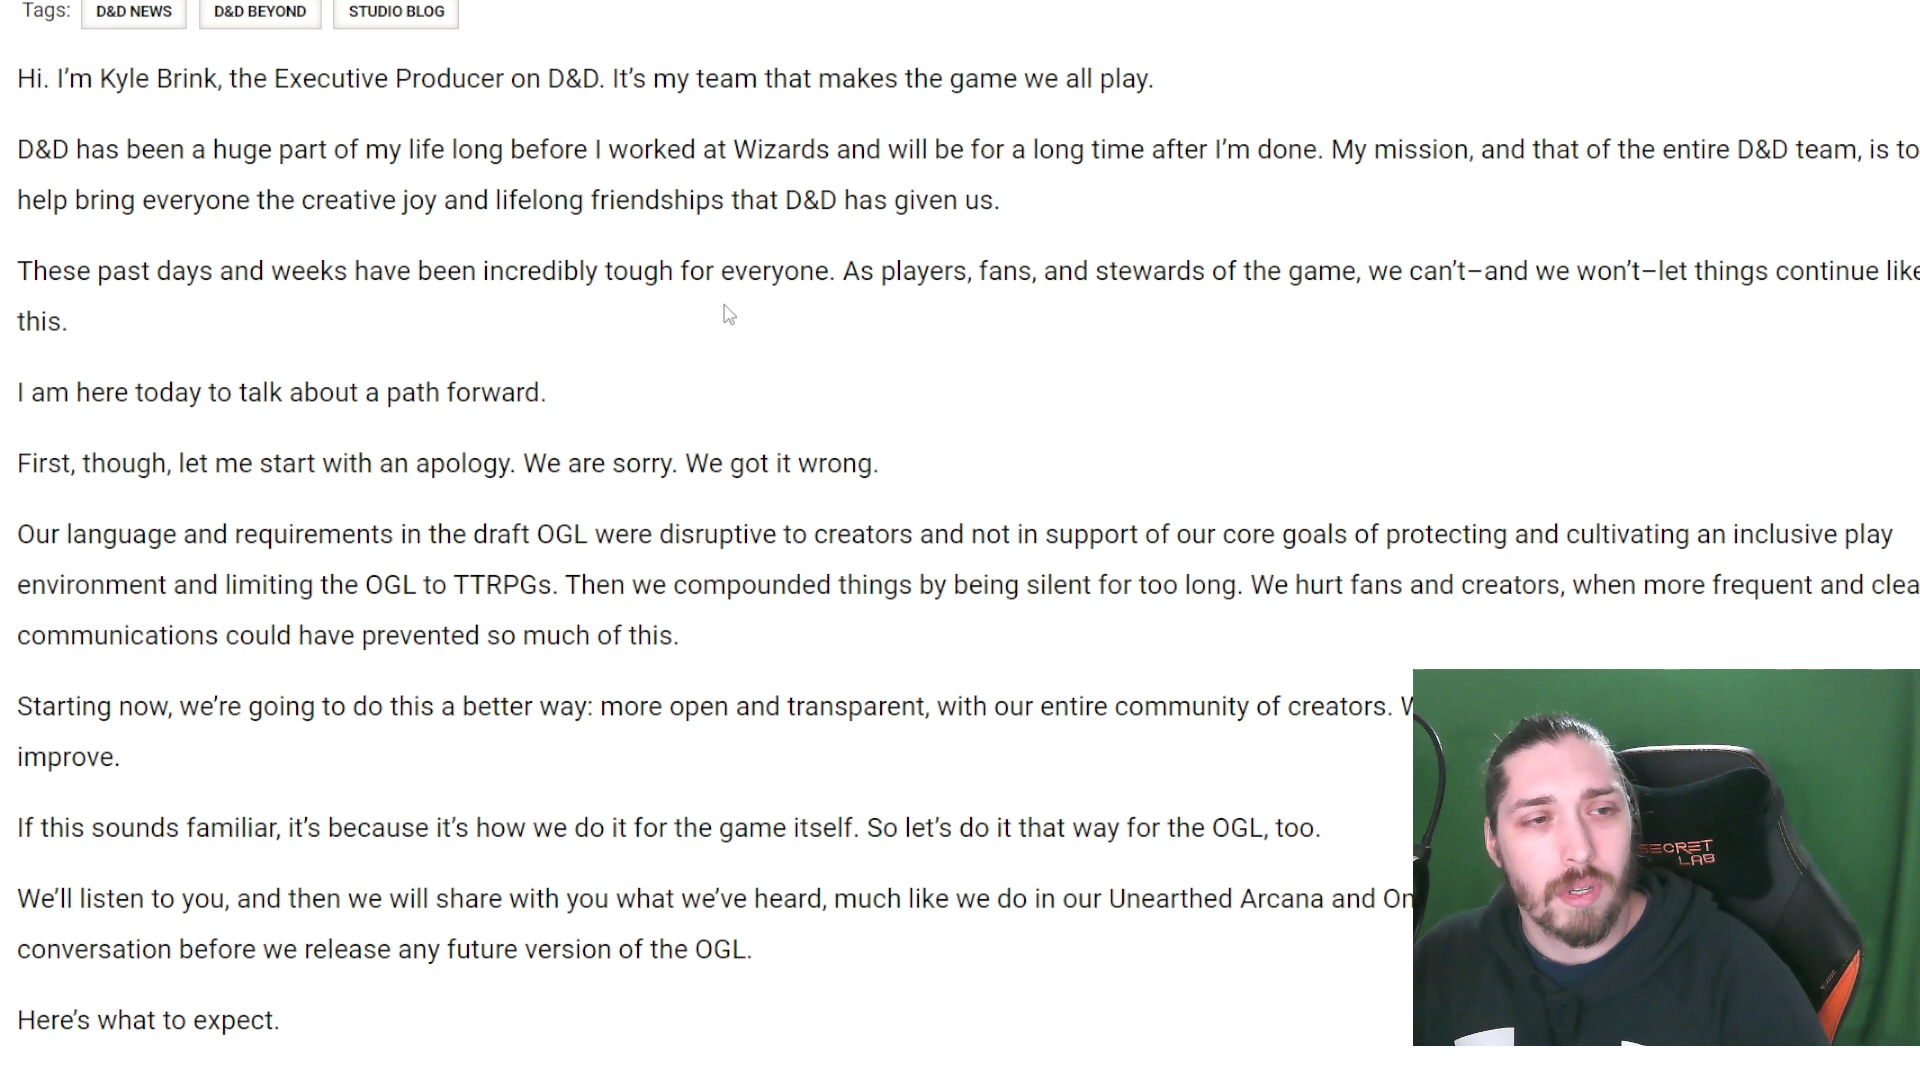 Tags: D&D NEWS D&D BEYOND STUDIO BLOG
Hi. I’m Kyle Brink, the Executive Producer on D&D. It’s my team that makes the game we all play.
D&D has been a huge part of my life long before I worked at Wizards and will be for a long time after I’m done. My mission, and that of the entire D&D team, is to
help bring everyone the creative joy and lifelong friendships that D&D has given us.
These past days and weeks have been incredibly tough for everyone. As players, fans, and stewards of the game, we can’t–and we won’t–let things continue like
this.
I am here today to talk about a path forward.
First, though, let me start with an apology. We are sorry. We got it wrong.
Our language and requirements in the draft OGL were disruptive to creators and not in support of our core goals of protecting and cultivating an inclusive play
environment and limiting the OGL to TTRPGs. Then we compounded things by being silent for too long. We hurt fans and creators, when more frequent and clea
communications could have prevented so much of this.
Starting now, we’re going to do this a better way: more open and transparent, with our entire community of creators.
improve.
If this sounds familiar, it’s because it’s how we do it for the game itself. So let’s do it that way for the OGL, too.
We’ll listen to you, and then we will share with you what we’ve heard, much like we do in our Unearthed Arcana and On
conversation before we release any future version of the OGL.
Here’s what to expect.
SECRET
LAB